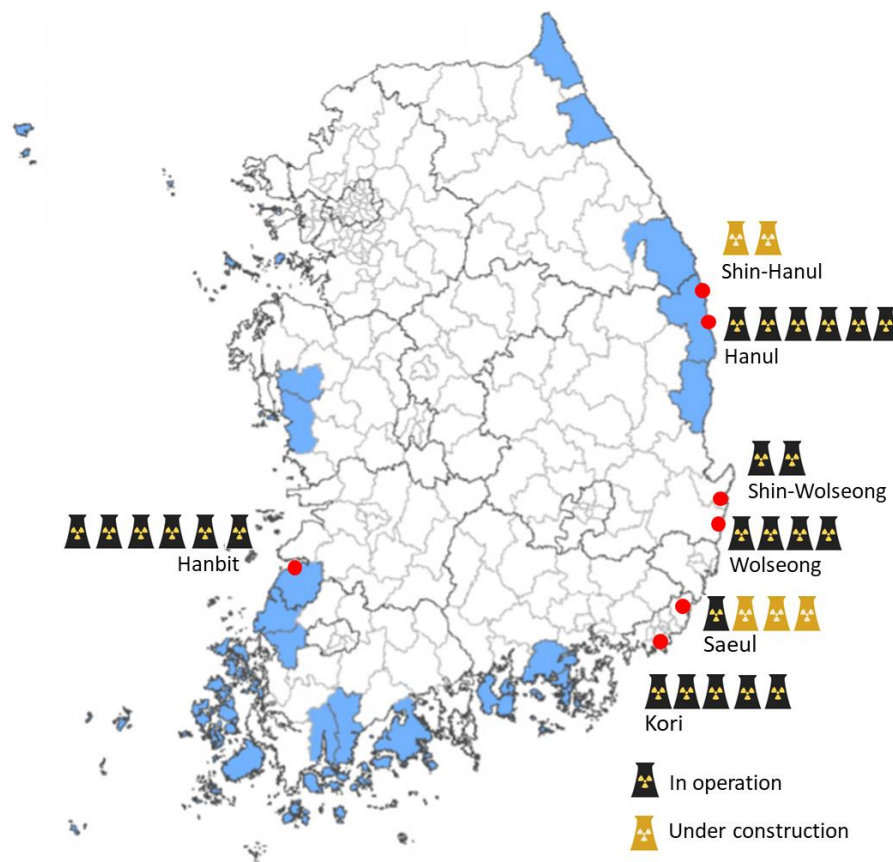 Shin-Hanul
Hanul
Shin-Wolseong
Hanbit
Wolseong
Saeul
Kori
In operation
Under construction